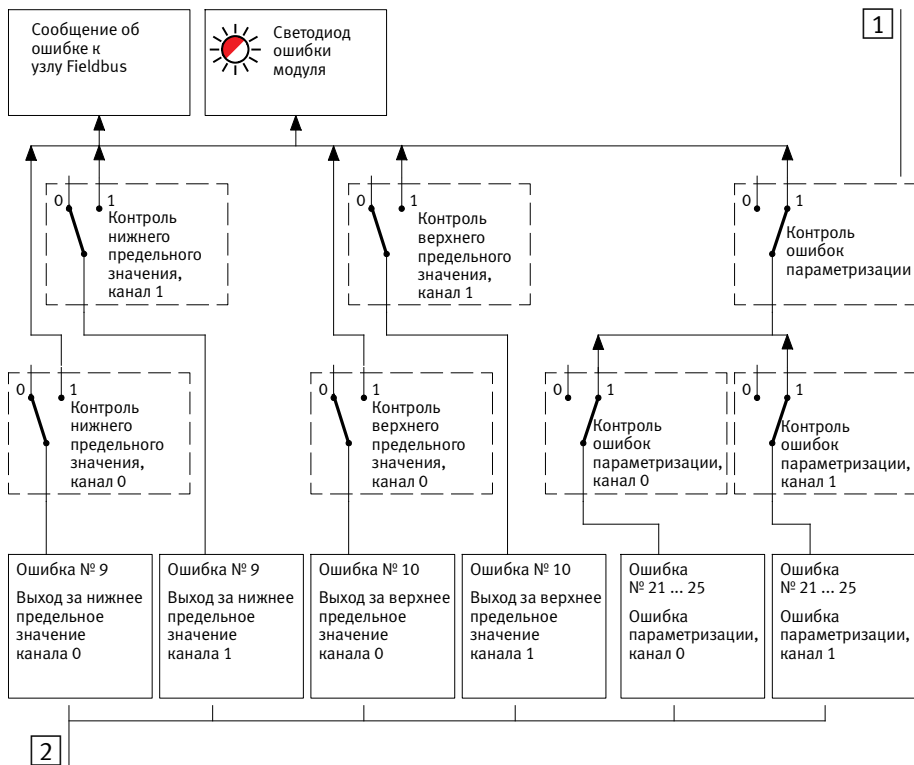 Сообщение об
ошибке к
узлу Fieldbus
Светодиод
ошибки
модуля
1
0
1
Контроль
нижнего
предельного
значения,
канал 1
0
1
Контроль
верхнего
предельного
значения,
канал 1
0
1
Контроль
ошибок
параметризации
0
1
Контроль
нижнего
предельного
значения,
канал 0
0
1
Контроль
верхнего
предельного
значения,
канал 0
0
1
Контроль
ошибок
параметризации,
канал 0
0
1
Контроль
ошибок
параметризации,
канал 1
Ошибка № 9
Выход за нижнее
предельное
значение
канала 0
Ошибка № 9
Выход за нижнее
предельное
значение
канала 1
Ошибка № 10
Выход за верхнее
предельное
значение
канала 0
Ошибка № 10
Выход за верхнее
предельное
значение
канала 1
Ошибка
№ 21 ... 25
Ошибка
параметризации,
канал 0
Ошибка
№ 21 ... 25
Ошибка
параметризации,
канал 1
2